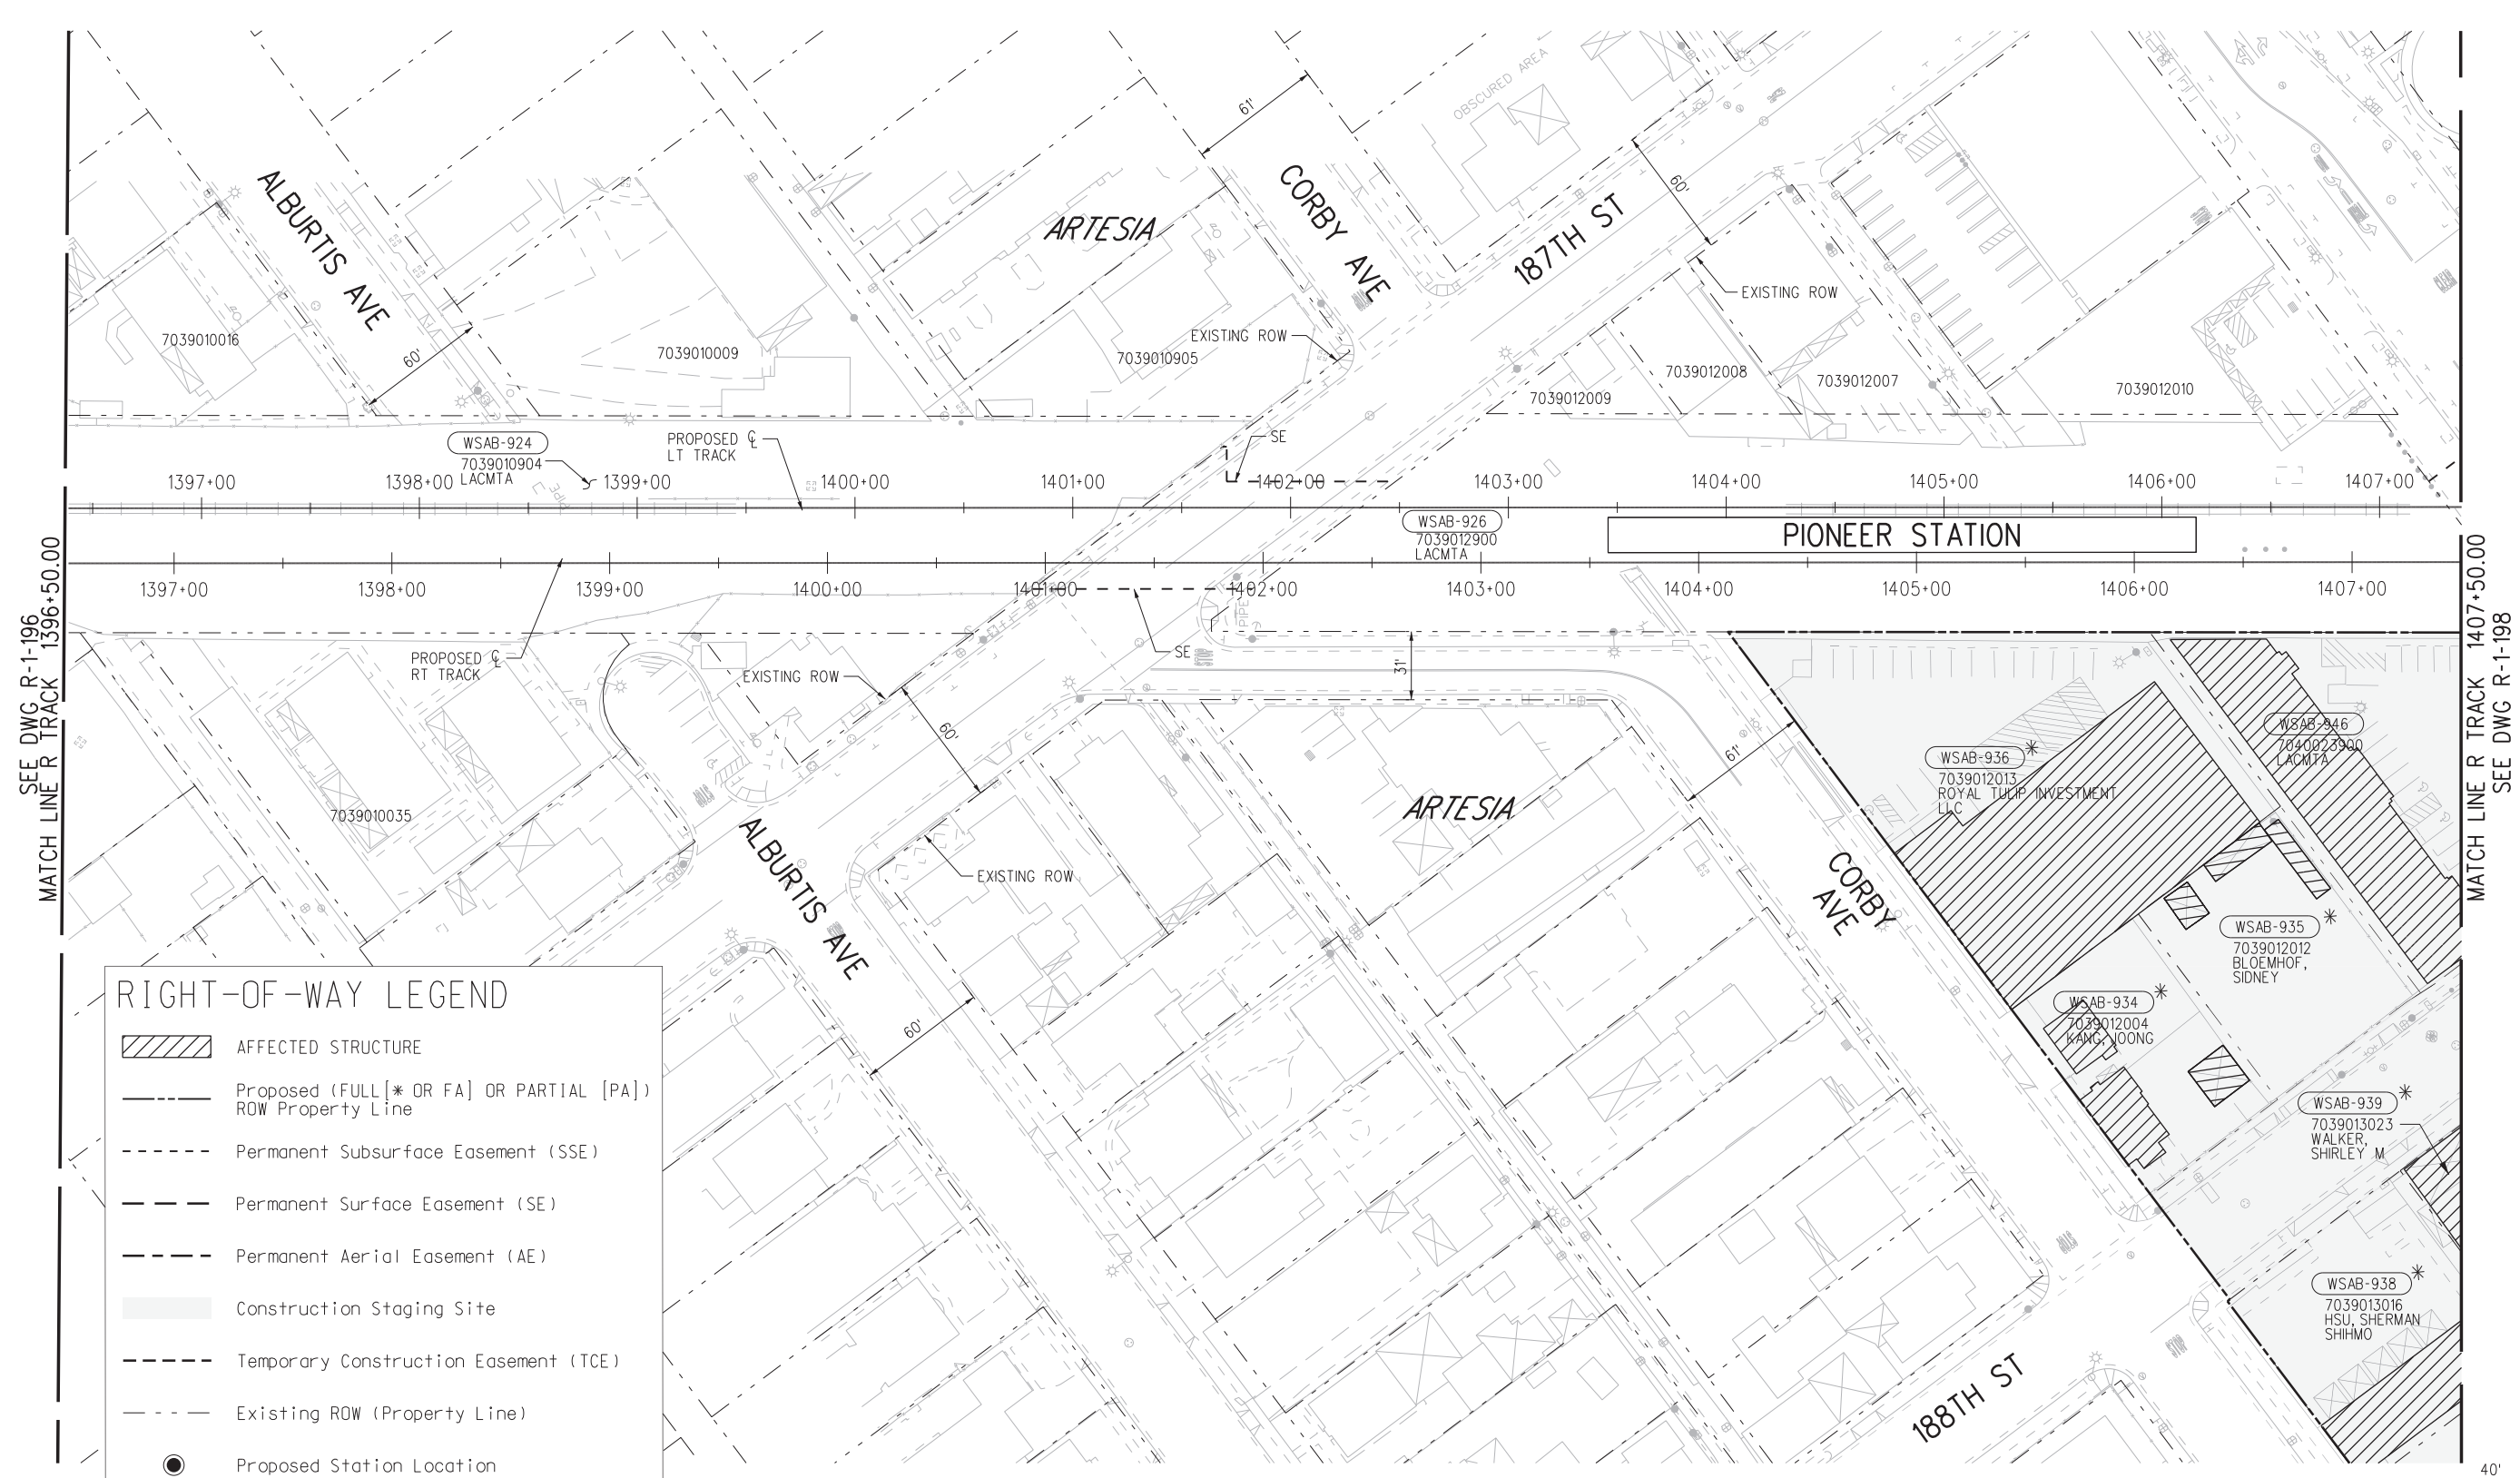 OBSCURED AREA
61'
ALBURTIS AVE
ARTESIA
CORBY AVE
187TH ST
60'
EXISTING ROW
7039010016
60'
7039010009
7039010905
EXISTING ROW
7039012009
7039012008
7039012007
7039012010
WSAB-924
7039010904
LACMTA
PROPOSED ℄
LT TRACK
SE
1397+00
1398+00
1399+00
1400+00
1401+00
1402+00
1403+00
1404+00
1405+00
1406+00
1407+00
PIPE
WSAB-926
7039012900
LACMTA
PIONEER STATION
1397+00
1398+00
1399+00
1400+00
1401+00
1402+00
1403+00
1404+00
1405+00
1406+00
1407+00
PIPE
SEE DWG R-1-196
MATCH LINE R TRACK 1396+50.00
MATCH LINE R TRACK 1407+50.00
SEE DWG R-1-198
PROPOSED ℄
RT TRACK
EXISTING ROW
SE
31'
60'
61'
7039010035
ALBURTIS AVE
EXISTING ROW
ARTESIA
CORBY
AVE
60'
WSAB-936 *
7039012013
ROYAL TULIP INVESTMENT
LLC
WSAB-946
7040023900
LACMTA
WSAB-935 *
7039012012
BLOEMHOF,
SIDNEY
WSAB-934 *
7039012004
KANG, JOONG
WSAB-939 *
7039013023
WALKER,
SHIRLEY M
WSAB-938 *
7039013016
HSU, SHERMAN
SHIHMO
188TH ST
RIGHT-OF-WAY LEGEND
AFFECTED STRUCTURE
Proposed (FULL[* OR FA] OR PARTIAL [PA])
ROW Property Line
Permanent Subsurface Easement (SSE)
Permanent Surface Easement (SE)
Permanent Aerial Easement (AE)
Construction Staging Site
Temporary Construction Easement (TCE)
Existing ROW (Property Line)
Proposed Station Location
40'